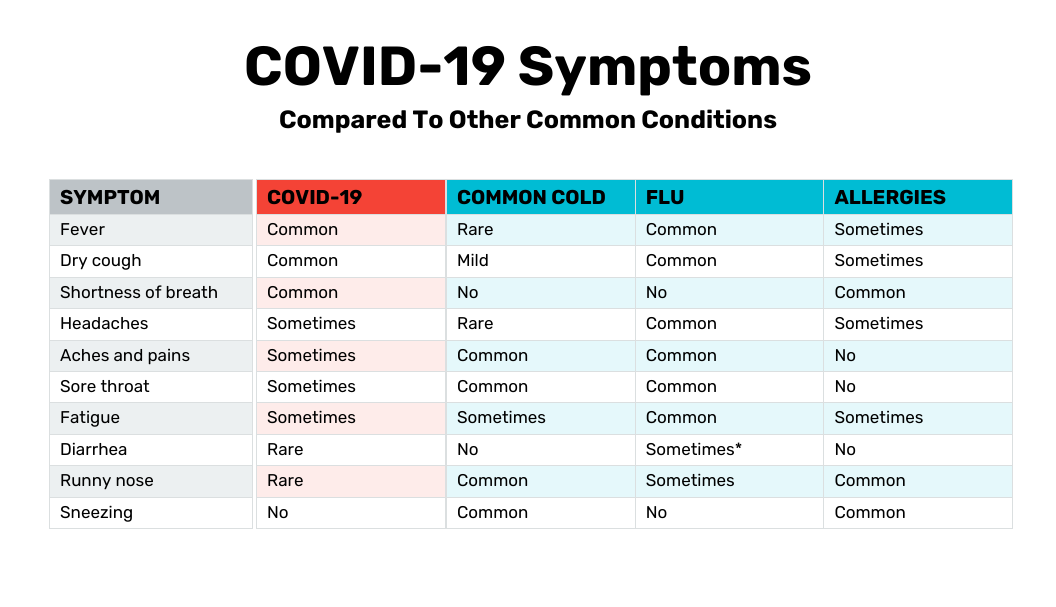 COVID-19 Symptoms
Compared To Other Common Conditions
SYMPTOM COVID-19 COMMON COLD FLU ALLERGIES
Fever Common Rare Common Sometimes
Dry cough Common Mild Common Sometimes
Shortness of breath Common No No Common
Headaches Sometimes Rare Common Sometimes
Aches and pains Sometimes Common Common No
Sore throat Sometimes Common Common No
Fatigue Sometimes Sometimes Common Sometimes
Diarrhea Rare No Sometimes* No
Runny nose Rare Common Sometimes Common
Sneezing No Common No Common